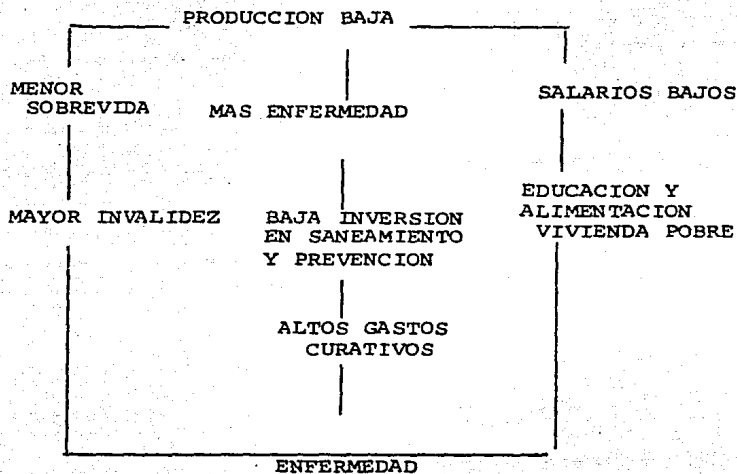 PRODUCCION BAJA
MENOR
SOBREVIDA
MAS ENFERMEDAD
SALARIOS BAJOS
MAYOR INVALIDEZ
BAJA INVERSION
EN SANEAMIENTO
Y PREVENCION
EDUCACION Y
ALIMENTACION
VIVIENDA POBRE
ALTOS GASTOS
CURATIVOS
ENFERMEDAD